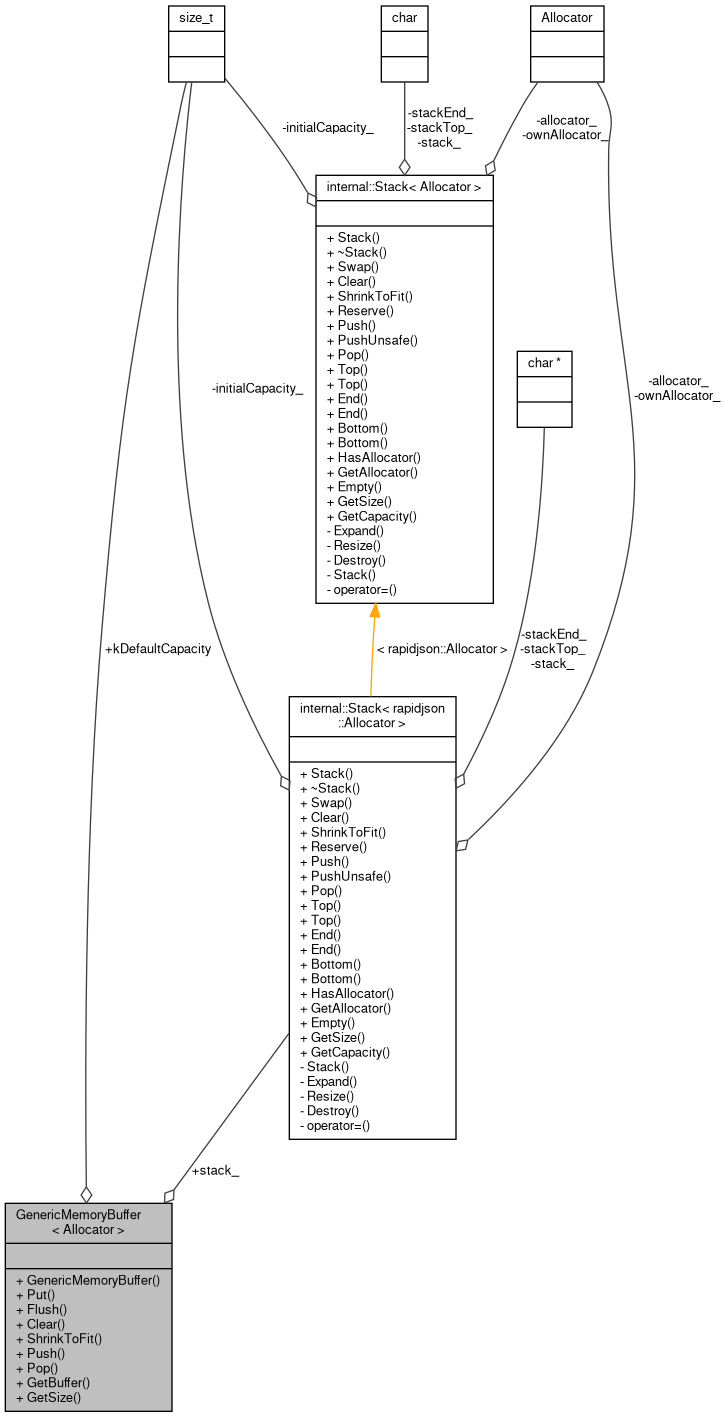 size_t
char
Allocator
-initialCapacity_
-stackEnd_
-stackTop_
-stack_
-allocator_
-ownAllocator_
internal::Stack< Allocator >
+ Stack()
+ ~Stack()
+ Swap()
+ Clear()
+ ShrinkToFit()
+ Reserve()
+ Push()
+ PushUnsafe()
+ Pop()
+ Top()
+ Top()
+ End()
+ End()
+ Bottom()
+ Bottom()
+ HasAllocator()
+ GetAllocator()
+ Empty()
+ GetSize()
+ GetCapacity()
- Expand()
- Resize()
- Destroy()
- Stack()
- operator=()
char *
-initialCapacity_
-allocator_
-ownAllocator_
+kDefaultCapacity
< rapidjson::Allocator >
-stackEnd_
-stackTop_
-stack_
internal::Stack< rapidjson
::Allocator >
+ Stack()
+ ~Stack()
+ Swap()
+ Clear()
+ ShrinkToFit()
+ Reserve()
+ Push()
+ PushUnsafe()
+ Pop()
+ Top()
+ Top()
+ End()
+ End()
+ Bottom()
+ Bottom()
+ HasAllocator()
+ GetAllocator()
+ Empty()
+ GetSize()
+ GetCapacity()
- Stack()
- Expand()
- Resize()
- Destroy()
- operator=()
+stack_
GenericMemoryBuffer
< Allocator >
+ GenericMemoryBuffer()
+ Put()
+ Flush()
+ Clear()
+ ShrinkToFit()
+ Push()
+ Pop()
+ GetBuffer()
+ GetSize()